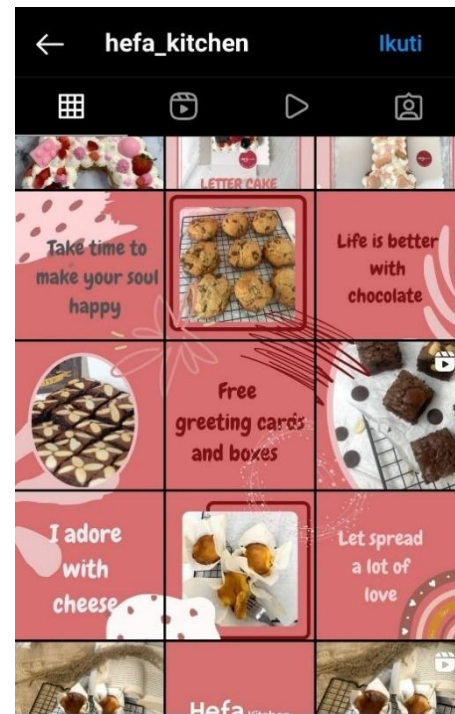 hefa_kitchen
Ikuti
LETTER CAKE
Take time to
make your soul
happy
Life is better
with
chocolate
Free
greeting cards
and boxes
I adore
with
cheese
Let spread
a lot of
love
Hefa Kitchen